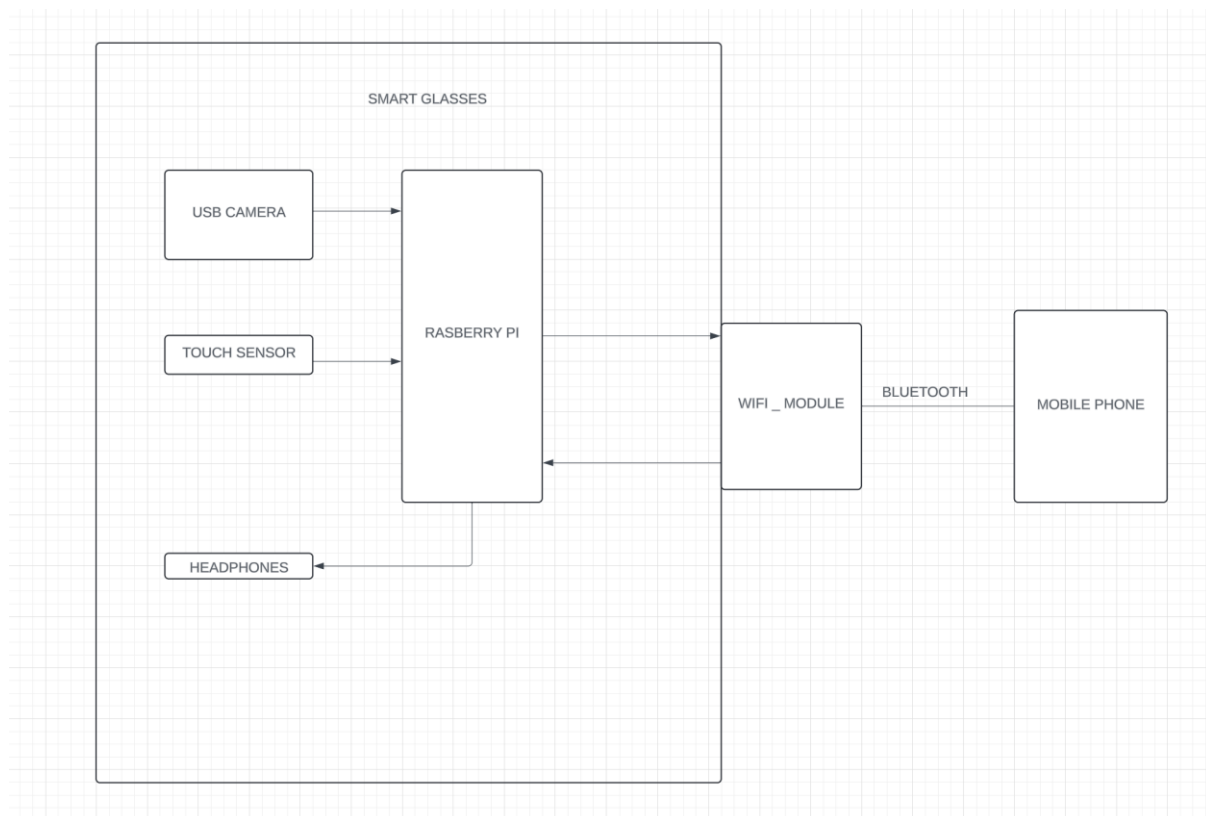 SMART GLASSES
USB CAMERA
RASBERRY PI
TOUCH SENSOR
BLUETOOTH
WIFI _ MODULE
MOBILE PHONE
HEADPHONES